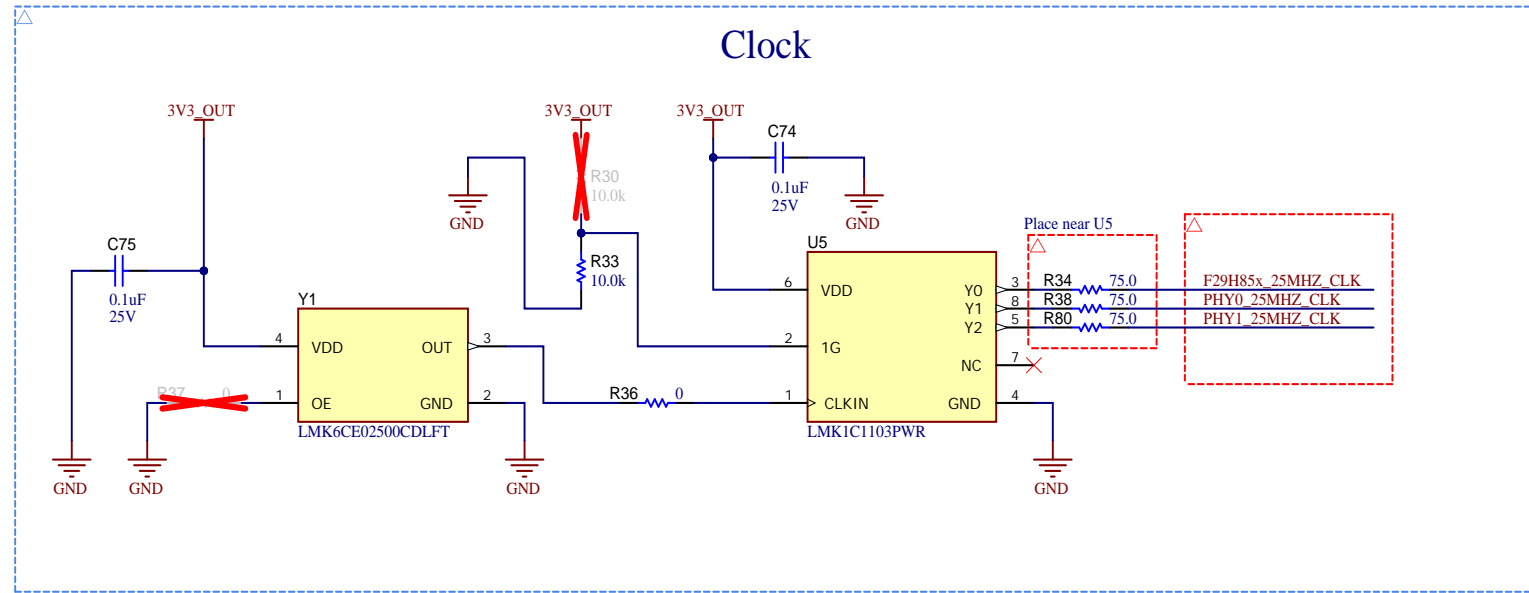 Clock
3V3_OUT
3V3_OUT
3V3_OUT
C74
0.1uF
25V
GND
R30
10.0k
GND
R33
10.0k
C75
0.1uF
25V
Place near U5
U5
6
VDD
2
1G
1
CLKIN
Y0
3
R34
75.0
F29H85x_25MHZ_CLK
Y1
8
R38
75.0
PHY0_25MHZ_CLK
Y2
5
R80
75.0
PHY1_25MHZ_CLK
NC
7
GND
4
LMK1C1103PWR
Y1
4
VDD
OUT
3
R37
0
1
OE
GND
2
LMK6CE02500CDLFT
R36
0
GND
GND
GND
GND